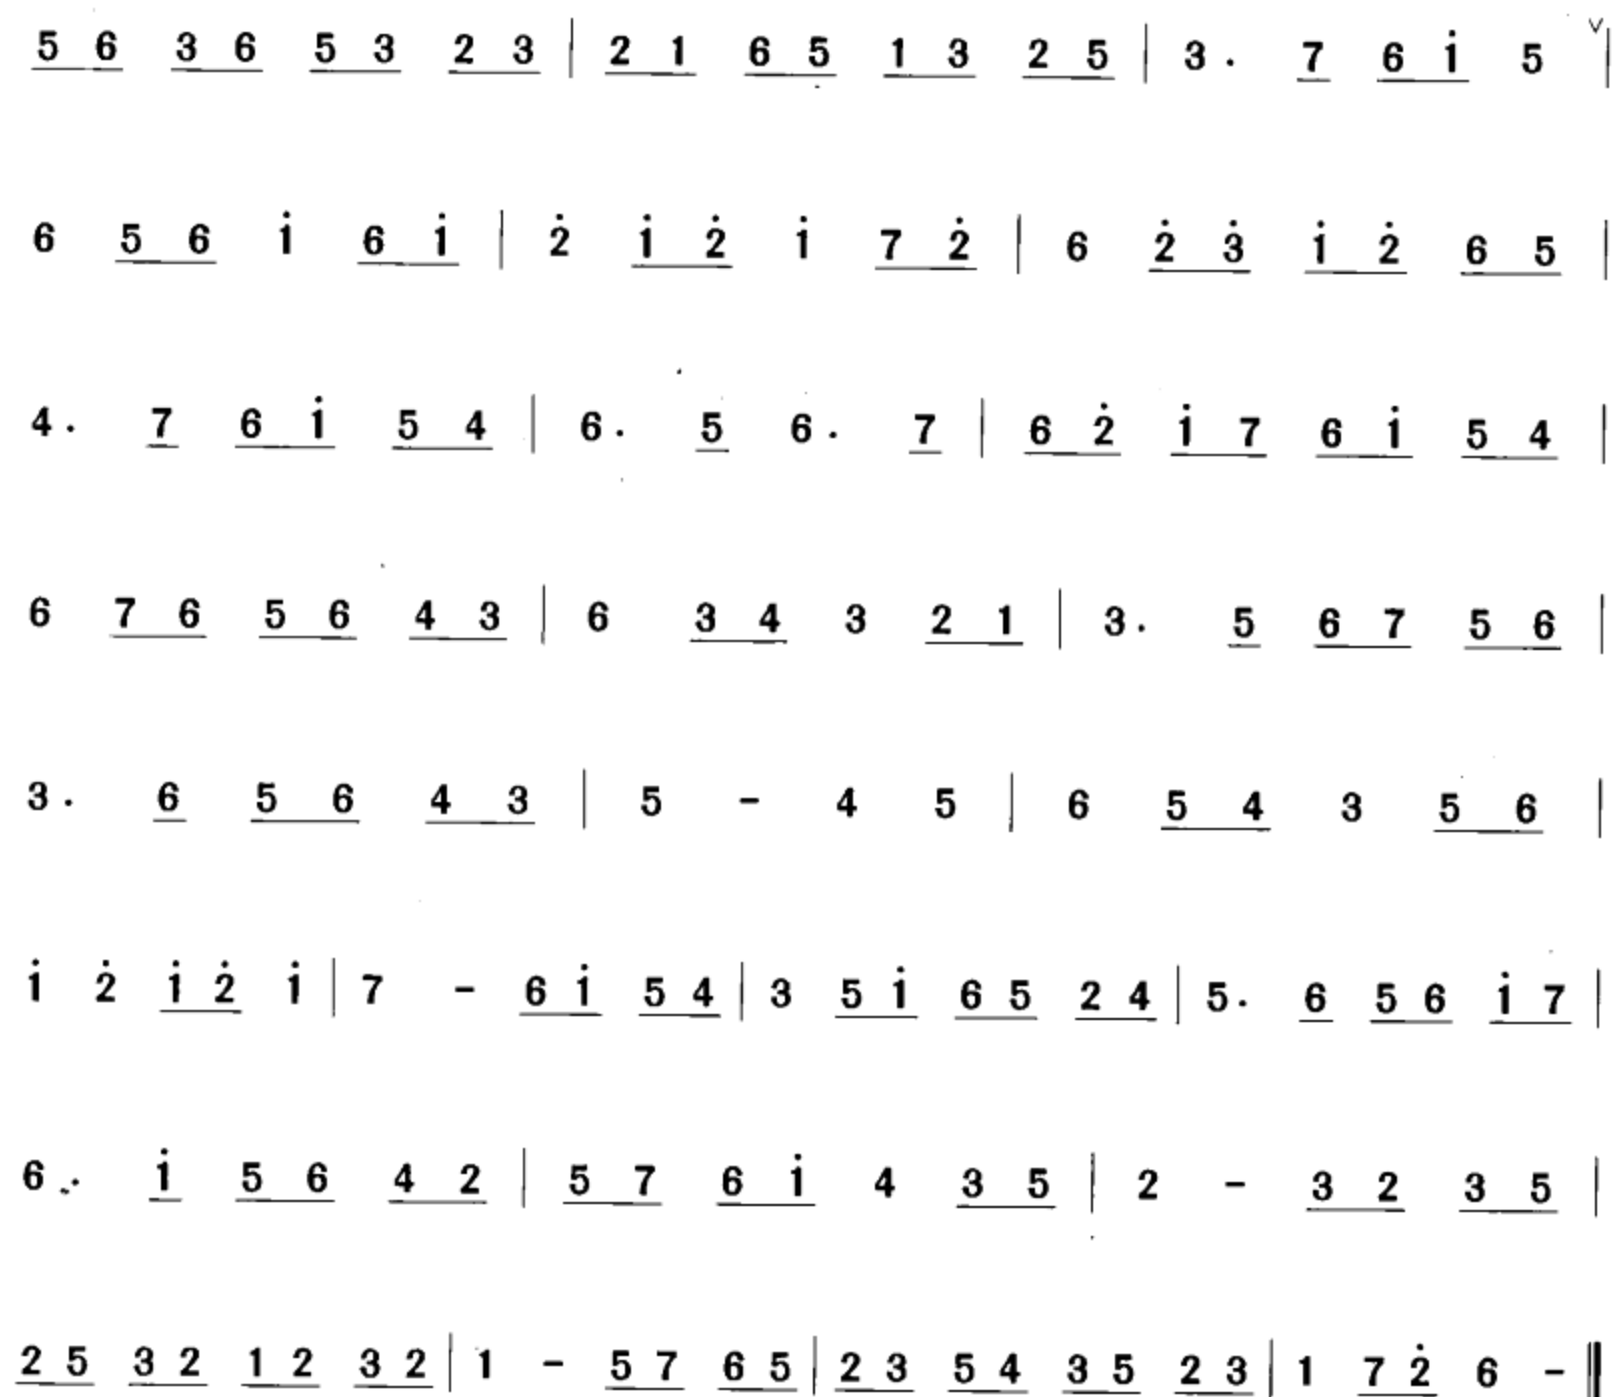 5 6 3 6 5 3 2 3 | 2 1 6 5̣ 1 3 2 5 | 3 · 7 6 i 5 ∨ |
6 5 6 i 6 i | 2̇ i 2̇ i 7 2̇ | 6 2̇ 3̇ i 2̇ 6 5 |
4 · 7 6 i 5 4 | 6 · 5 6 · 7 | 6 2̇ i 7 6 i 5 4 |
6 7 6 5 6 4 3 | 6 3 4 3 2 1 | 3 · 5 6 7 5 6 |
3 · 6 5 6 4 3 | 5 - 4 5 | 6 5 4 3 5 6 |
i 2̇ i 2̇ i | 7 - 6 i 5 4 | 3 5 i 6 5 2 4 | 5 · 6 5 6 i 7 |
6 · i 5 6 4 2 | 5 7 6 i 4 3 5 | 2 - 3 2 3 5 |
2 5 3 2 1 2 3 2 | 1 - 5 7 6 5 | 2 3 5 4 3 5 2 3 | 1 7 2̇ 6 - ‖